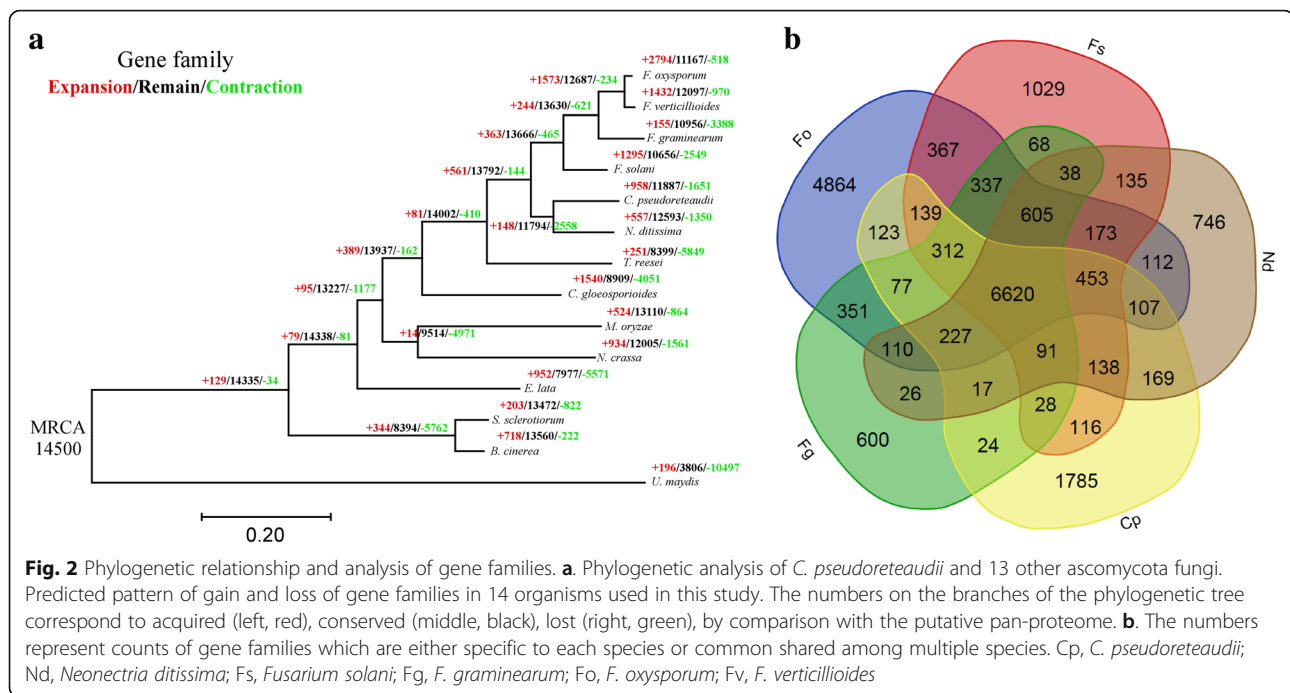 a
Gene family
Expansion/Remain/Contraction
+2794/11167/-518
F. oxysporum
+1573/12687/-234
+1432/12097/-970
F. verticillioides
+244/13630/-621
+155/10956/-3388
F. graminearum
+363/13666/-465
+1295/10656/-2549
F. solani
+561/13792/-144
+958/11887/-1651
C. pseudoreteaudii
+81/14002/-410
+148/11794/-2558
+557/12593/-1350
N. ditissima
+389/13937/-162
+251/8399/-5849
T. reesei
+95/13227/-1177
+1540/8909/-4051
C. gloeosporioides
+524/13110/-864
M. oryzae
+79/14338/-81
+14/9514/-4971
+934/12005/-1561
N. crassa
+129/14335/-34
+952/7977/-5571
E. lata
+203/13472/-822
S. sclerotiorum
+344/8394/-5762
+718/13560/-222
B. cinerea
MRCA
14500
+196/3806/-10497
U. maydis
0.20
b
Fs
1029
Fo
367
68
38
135
4864
337
746
139
605
123
173
112
Nd
312
77
6620
453
107
351
110
227
91
138
169
26
17
28
116
600
24
1785
Fg
Cp
Fig. 2 Phylogenetic relationship and analysis of gene families. a. Phylogenetic analysis of C. pseudoreteaudii and 13 other ascomycota fungi.
Predicted pattern of gain and loss of gene families in 14 organisms used in this study. The numbers on the branches of the phylogenetic tree
correspond to acquired (left, red), conserved (middle, black), lost (right, green), by comparison with the putative pan-proteome. b. The numbers
represent counts of gene families which are either specific to each species or common shared among multiple species. Cp, C. pseudoreteaudii;
Nd, Neonectria ditissima; Fs, Fusarium solani; Fg, F. graminearum; Fo, F. oxysporum; Fv, F. verticillioides